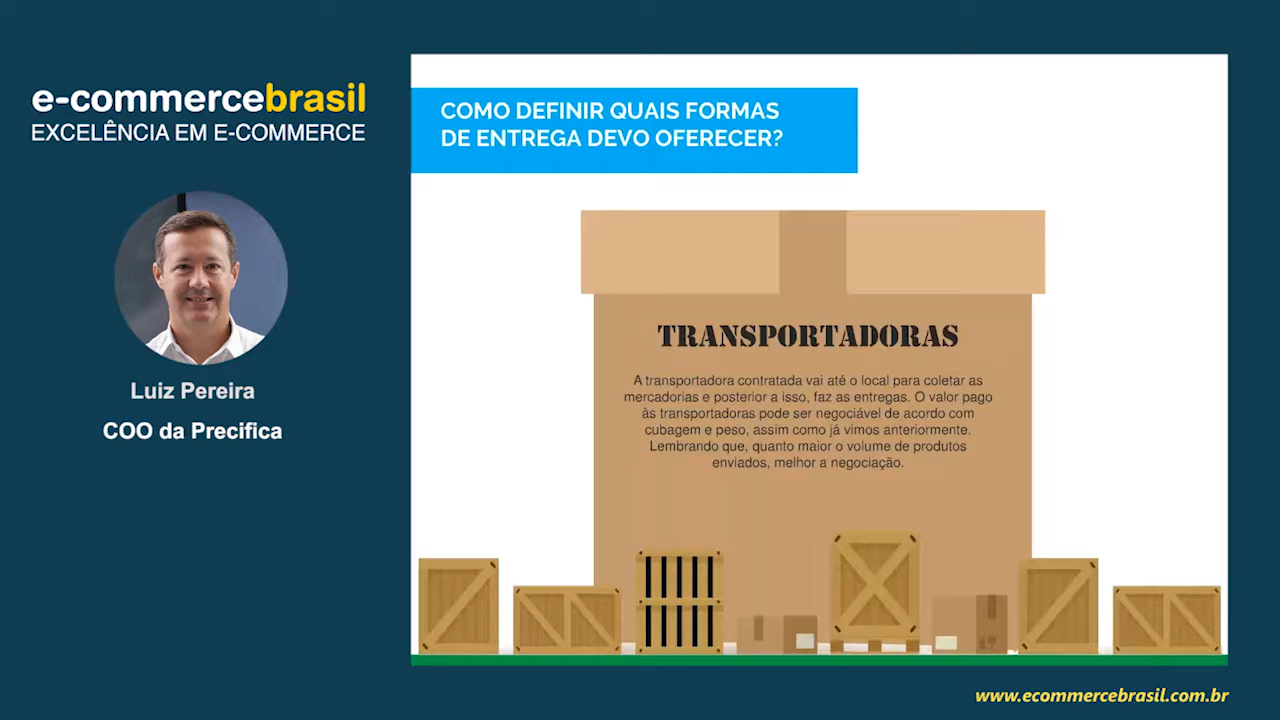 e-commercebrasil
EXCELÊNCIA EM E-COMMERCE
Luiz Pereira
COO da Precifica
COMO DEFINIR QUAIS FORMAS
DE ENTREGA DEVO OFERECER?
TRANSPORTADORAS
A transportadora contratada vai até o local para coletar as
mercadorias e posterior a isso, faz as entregas. O valor pago
às transportadoras pode ser negociável de acordo com
cubagem e peso, assim como já vimos anteriormente.
Lembrando que, quanto maior o volume de produtos
enviados, melhor a negociação.
www.ecommercebrasil.com.br